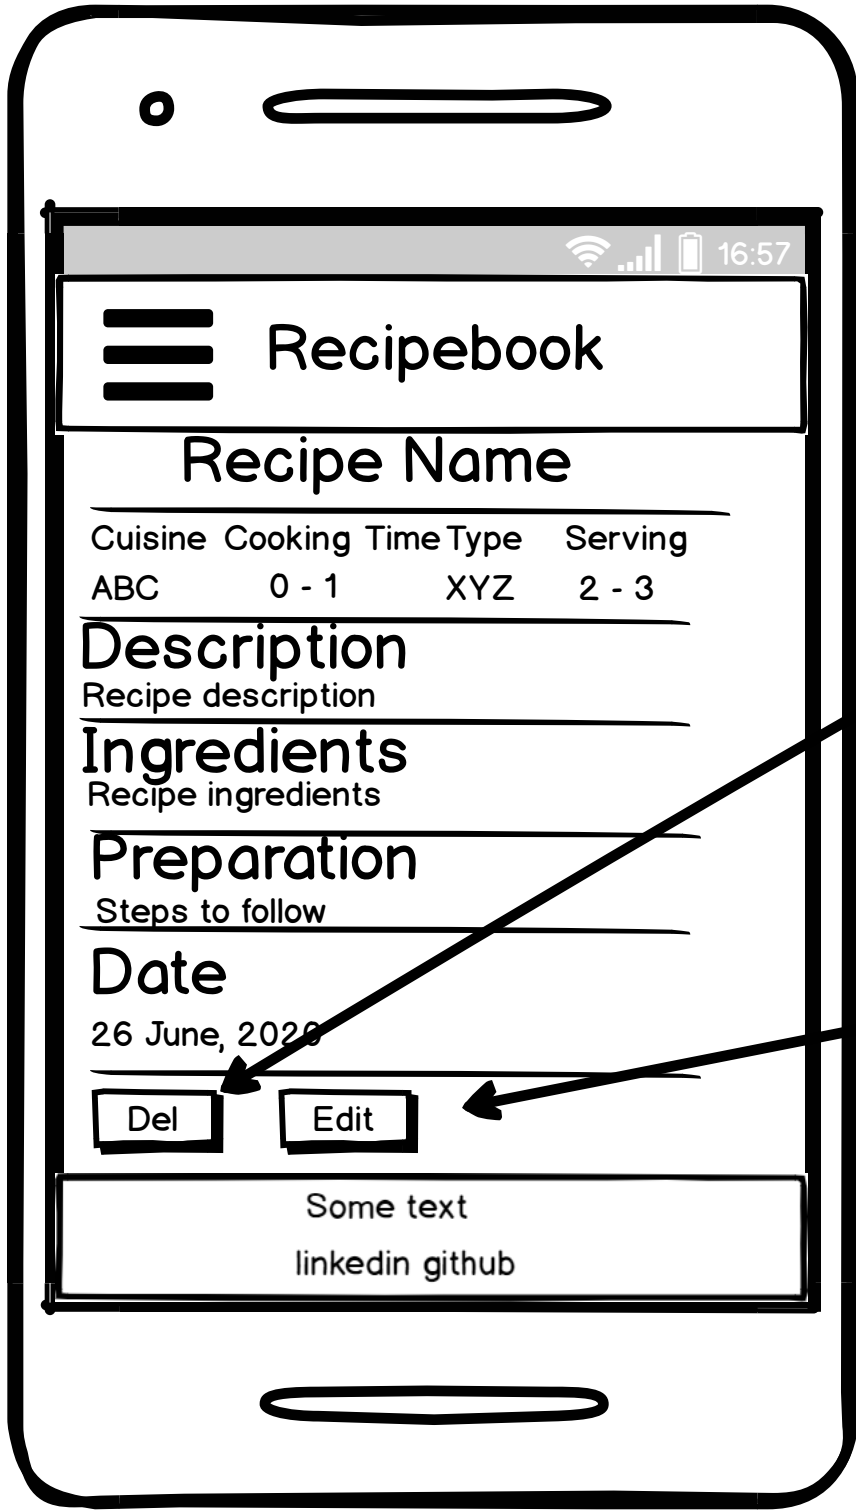 16:57
Recipebook
Recipe Name
Cuisine Cooking Time Type Serving
ABC 0 - 1 XYZ 2 - 3
Description
Recipe description
Ingredients
Recipe ingredients
Preparation
Steps to follow
Date
26 June, 2020
Del Edit
Some text
linkedin github